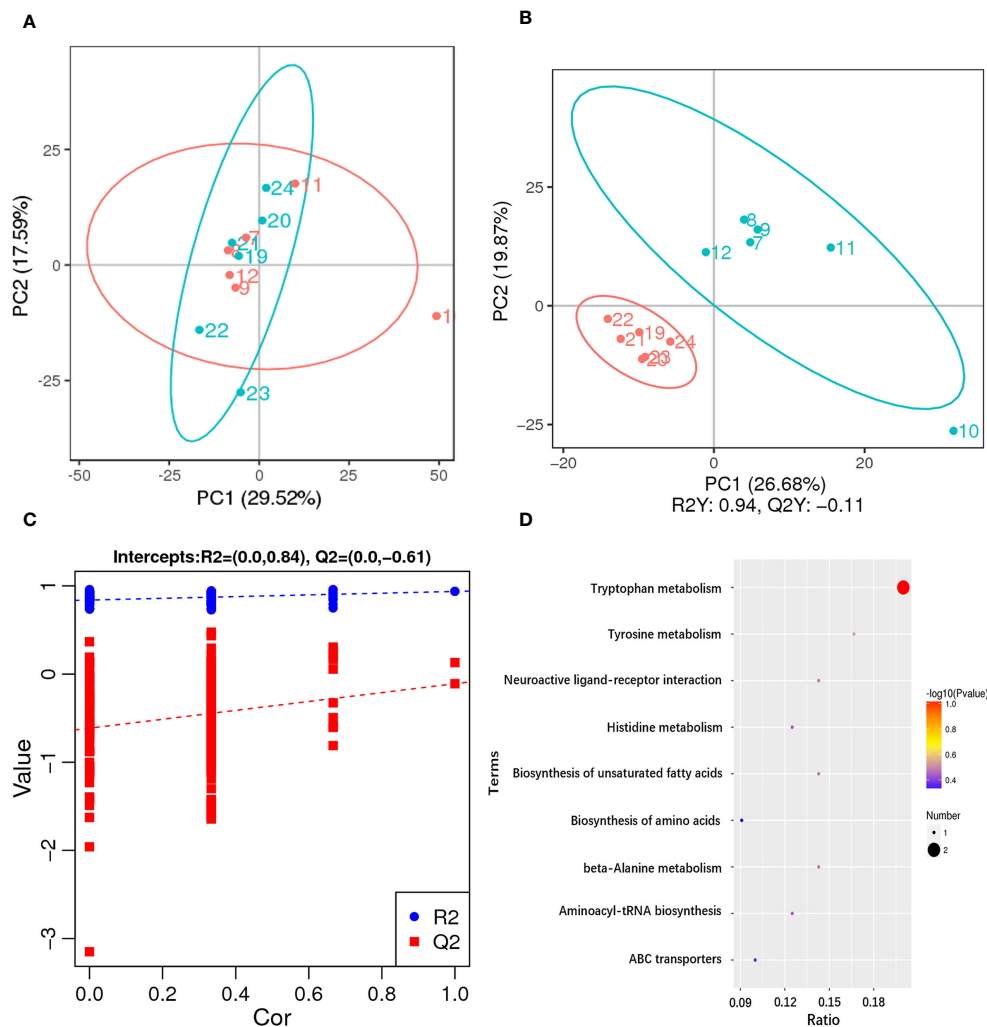 A
B
25
0
-25
PC2 (17.59%)
24
11
20
7
21
19
12
9
22
23
1
-50
-25
0
25
50
PC1 (29.52%)
25
0
−25
PC2 (19.87%)
8
9
7
11
12
22
19
21
24
23
20
10
−20
0
20
PC1 (26.68%)
R2Y: 0.94, Q2Y: −0.11
C
D
Intercepts:R2=(0.0,0.84), Q2=(0.0,−0.61)
1
0
−1
−2
−3
Value
R2
Q2
0.0
0.2
0.4
0.6
0.8
1.0
Cor
Terms
Tryptophan metabolism
Tyrosine metabolism
Neuroactive ligand-receptor interaction
Histidine metabolism
Biosynthesis of unsaturated fatty acids
Biosynthesis of amino acids
beta-Alanine metabolism
Aminoacyl-tRNA biosynthesis
ABC transporters
0.09
0.12
0.15
0.18
Ratio
-log10(Pvalue)
1.0
0.8
0.6
0.4
Number
1
2